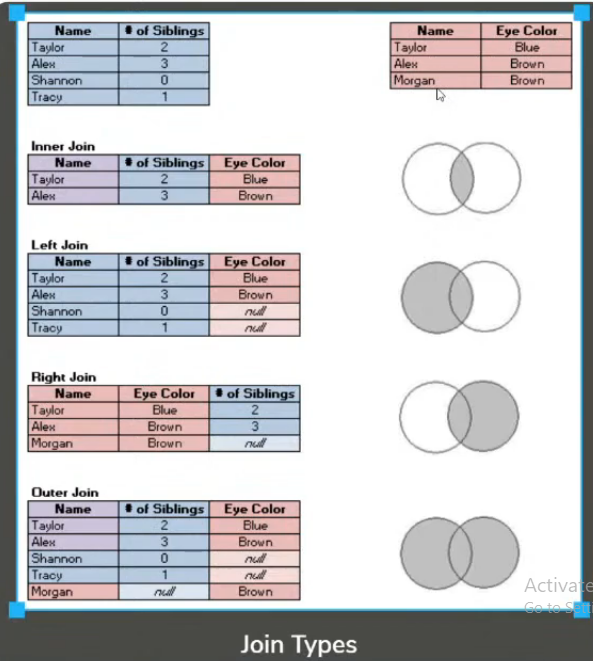 Name # of Siblings
Taylor 2
Alex 3
Shannon 0
Tracy 1
Name Eye Color
Taylor Blue
Alex Brown
Morgan Brown
Inner Join
Name # of Siblings Eye Color
Taylor 2 Blue
Alex 3 Brown
Left Join
Name # of Siblings Eye Color
Taylor 2 Blue
Alex 3 Brown
Shannon 0 null
Tracy 1 null
Right Join
Name Eye Color # of Siblings
Taylor Blue 2
Alex Brown 3
Morgan Brown null
Outer Join
Name # of Siblings Eye Color
Taylor 2 Blue
Alex 3 Brown
Shannon 0 null
Tracy 1 null
Morgan null Brown
Activate
Go to Setti
Join Types